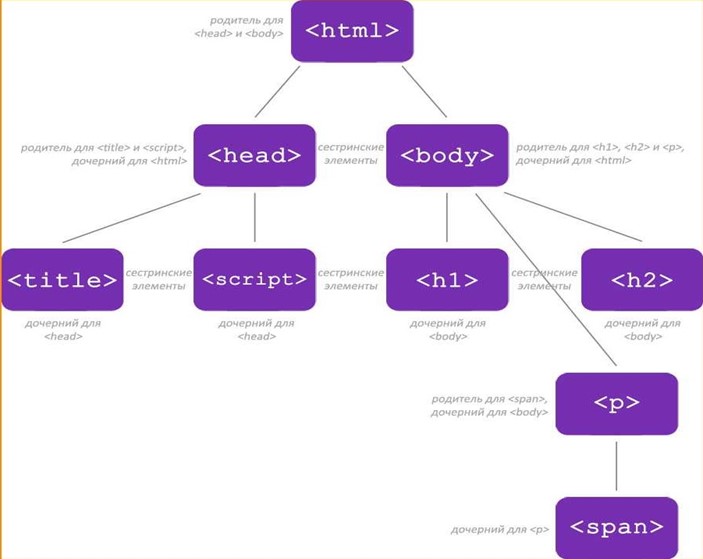 родитель для
<head> и <body>
<html>
родитель для <title> и <script>,
дочерний для <html>
<head>
сестринские
элементы
<body>
родитель для <h1>, <h2> и <p>,
дочерний для <html>
<title>
сестринские
элементы
<script>
сестринские
элементы
<h1>
сестринские
элементы
<h2>
дочерний для
<head>
дочерний для
<head>
дочерний для
<body>
дочерний для
<body>
родитель для <span>,
дочерний для <body>
<p>
дочерний для <p>
<span>